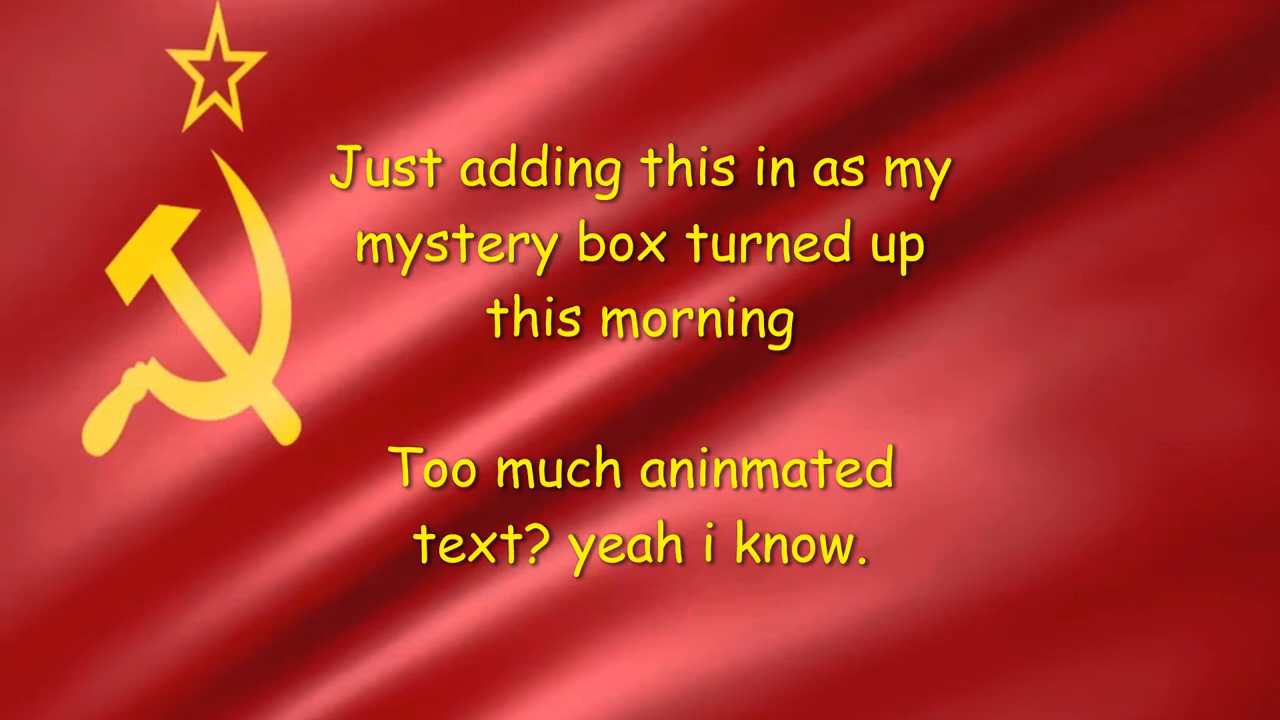 Just adding this in as my
mystery box turned up
this morning
Too much aninmated
text? yeah i know.